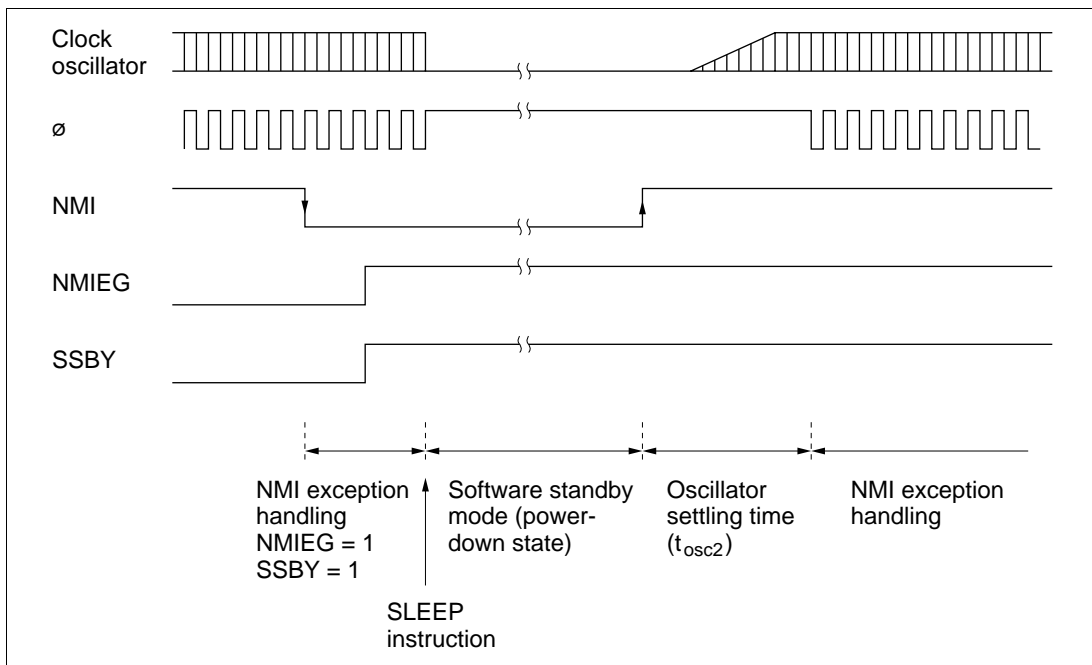 Clock
oscillator
ø
NMI
NMIEG
SSBY
NMI exception
handling
NMIEG = 1
SSBY = 1
SLEEP
instruction
Software standby
mode (power-
down state)
Oscillator
settling time
(tosc2)
NMI exception
handling